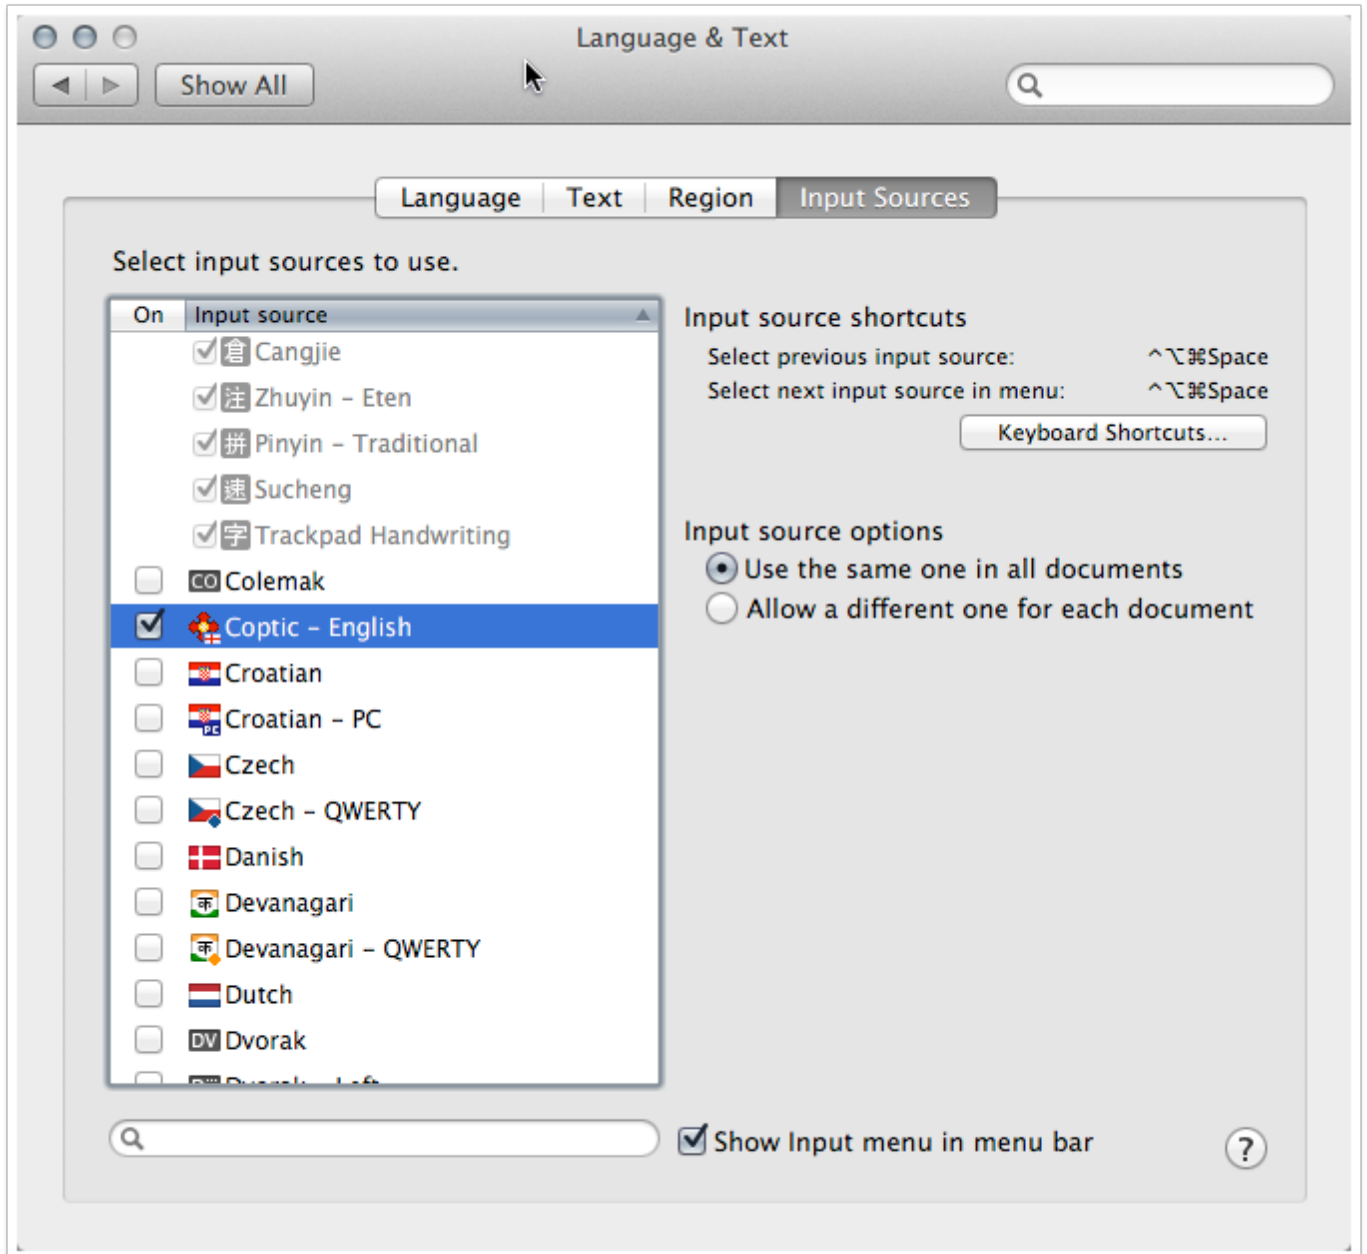 Language & Text
Show All
Language Text Region Input Sources
Select input sources to use.
On Input source
倉 Cangjie
注 Zhuyin – Eten
拼 Pinyin – Traditional
速 Sucheng
字 Trackpad Handwriting
CO Colemak
Coptic – English
Croatian
PC Croatian – PC
Czech
Czech – QWERTY
Danish
क Devanagari
क Devanagari – QWERTY
Dutch
DV Dvorak
Dvorak – Left
Input source shortcuts
Select previous input source: ^⌥⌘Space
Select next input source in menu: ^⌥⌘Space
Keyboard Shortcuts...
Input source options
Use the same one in all documents
Allow a different one for each document
Show Input menu in menu bar
?